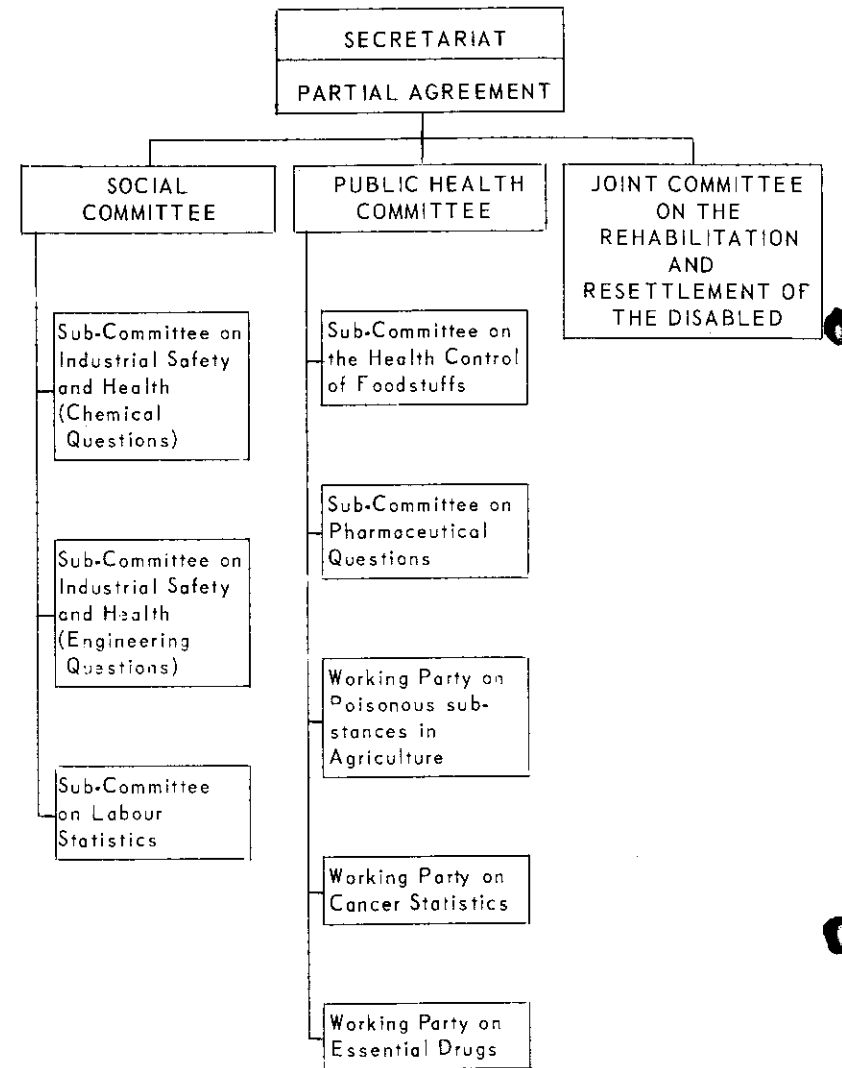 SECRETARIAT
PARTIAL AGREEMENT
SOCIAL
COMMITTEE
Sub-Committee on
Industrial Safety
and Health
(Chemical
Questions)
Sub-Committee on
Industrial Safety
and Health
(Engineering
Questions)
Sub-Committee
on Labour
Statistics
PUBLIC HEALTH
COMMITTEE
Sub-Committee on
the Health Control
of Foodstuffs
Sub-Committee on
Pharmaceutical
Questions
Working Party on
Poisonous sub-
stances in
Agriculture
Working Party on
Cancer Statistics
Working Party on
Essential Drugs
JOINT COMMITTEE
ON THE
REHABILITATION
AND
RESETTLEMENT OF
THE DISABLED